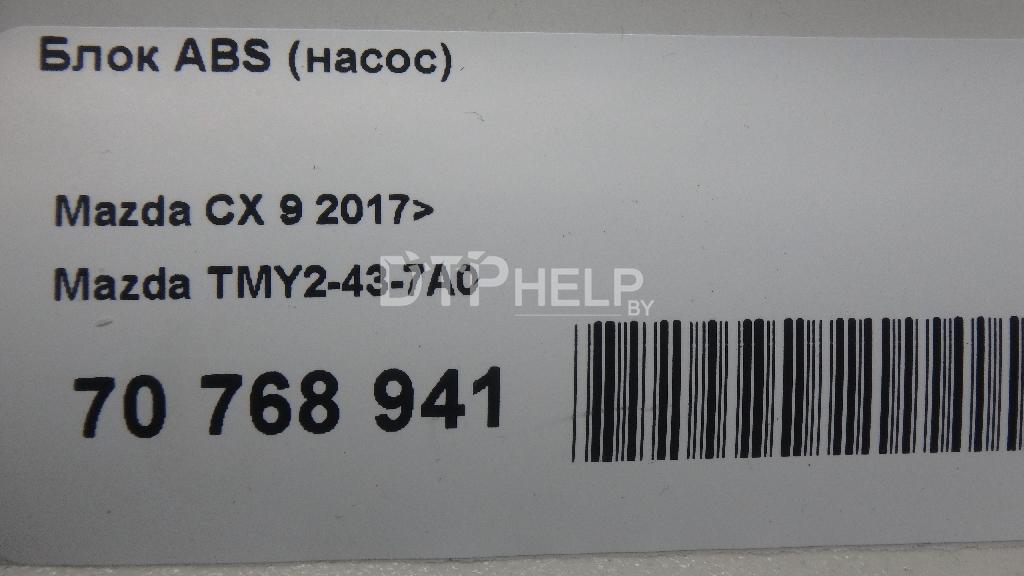 Блок ABS (насос)
Mazda CX 9 2017>
Mazda TMY2-43-7A0
DTPHELP
BY
70 768 941